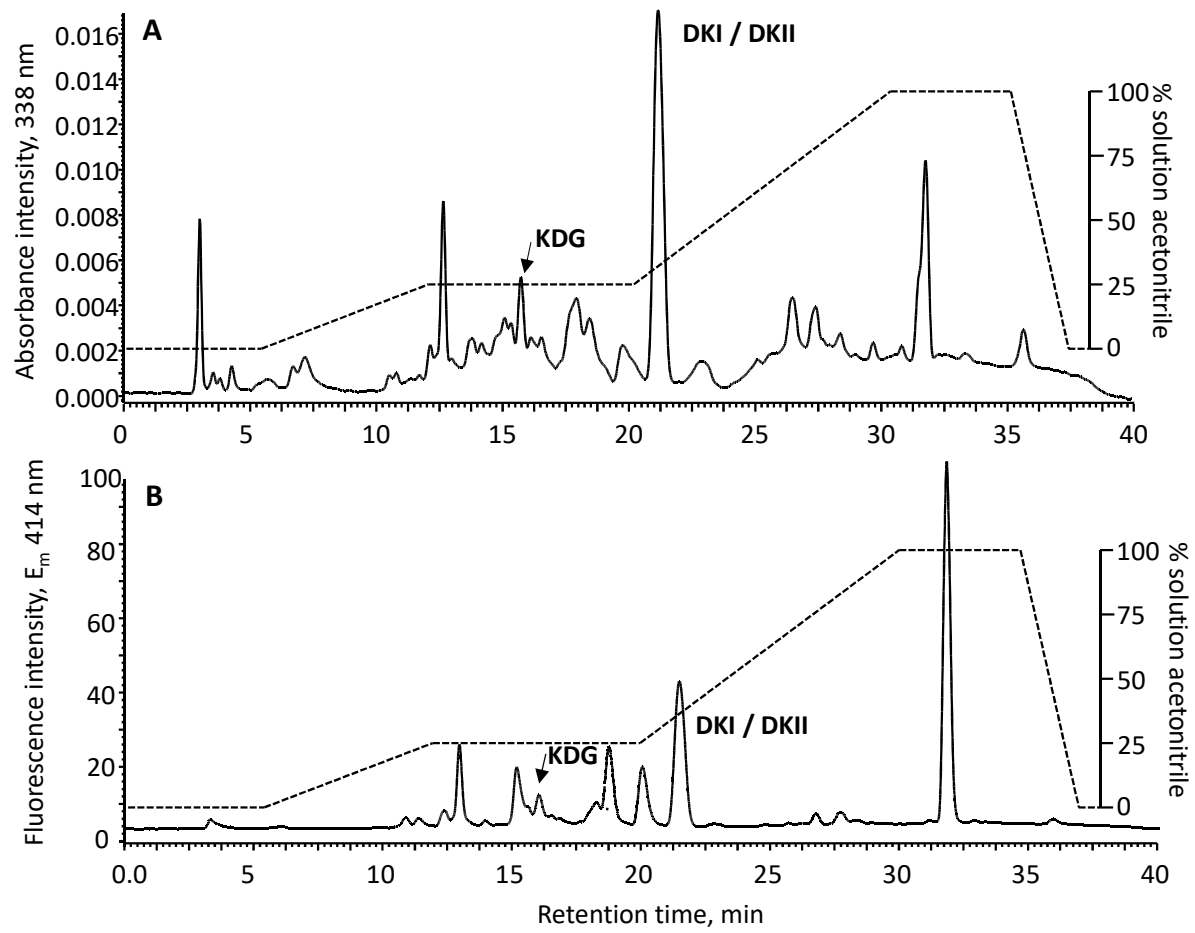 A
DKI / DKII
KDG
Absorbance intensity, 338 nm
0.016
0.014
0.012
0.010
0.008
0.006
0.004
0.002
0.000
0 5 10 15 20 25 30 35 40
100
75
50
25
0
% solution acetonitrile
B
KDG
DKI / DKII
Fluorescence intensity, Em 414 nm
100
80
60
40
20
0
0.0 5 10 15 20 25 30 35 40
100
75
50
25
0
% solution acetonitrile
Retention time, min